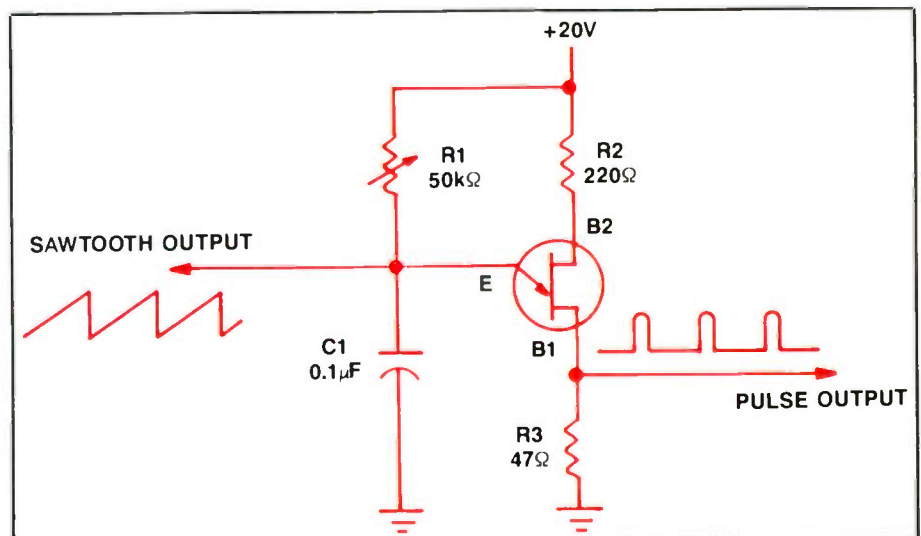 +20V
R1
50kΩ
R2
220Ω
B2
SAWTOOTH OUTPUT
E
B1
C1
0.1μF
PULSE OUTPUT
R3
47Ω